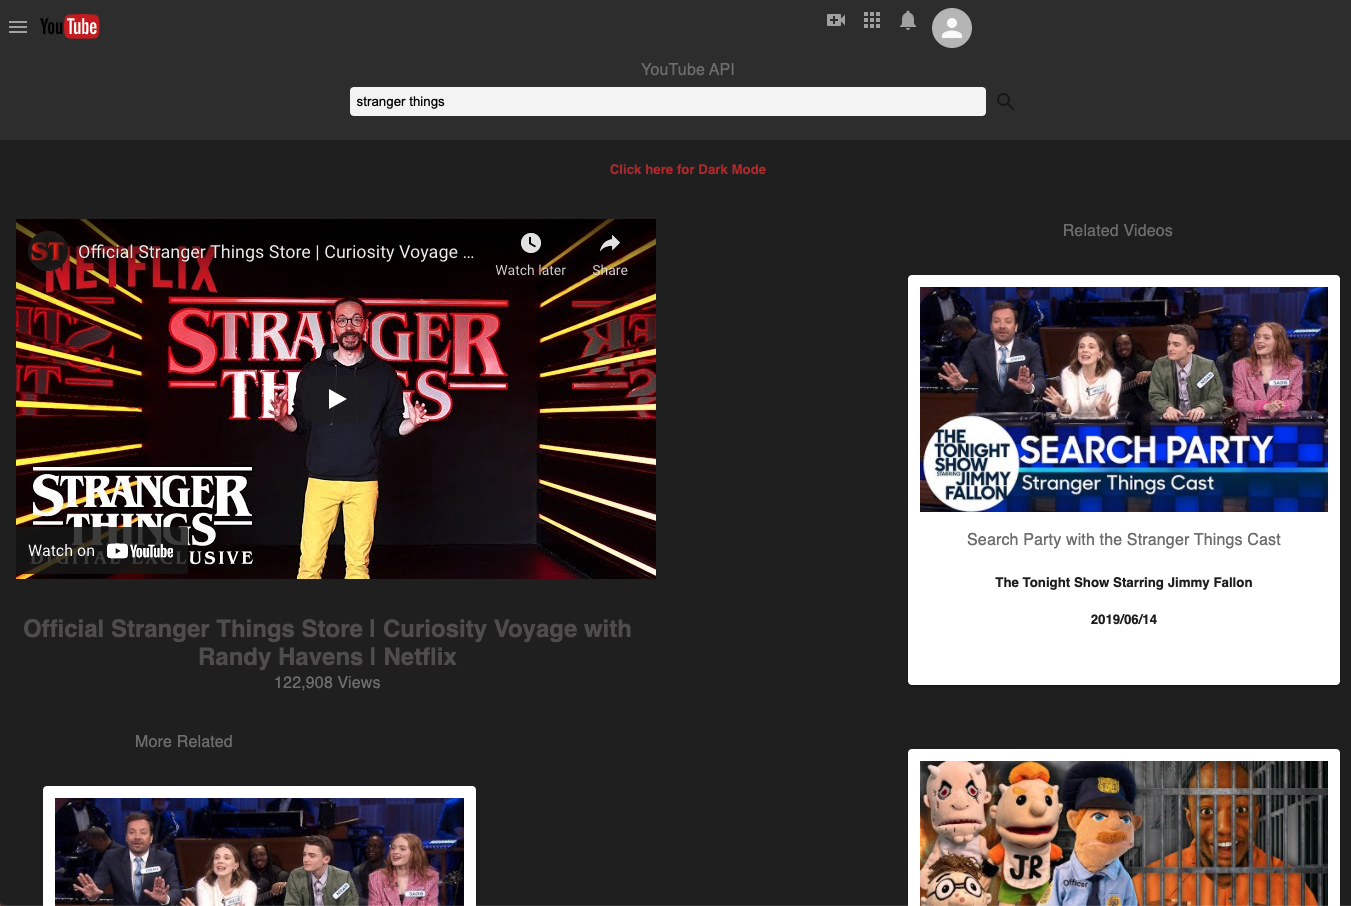 YouTube
YouTube API
stranger things
Click here for Dark Mode
ST
Official Stranger Things Store | Curiosity Voyage ...
Watch later
Share
NETFLIX
STRANGER
THINGS
STRANGER
THINGS
DIGITAL EXCLUSIVE
Watch on YouTube
Official Stranger Things Store | Curiosity Voyage with
Randy Havens | Netflix
122,908 Views
More Related
Related Videos
THE
TONIGHT
SHOW
STARRING
JIMMY
FALLON
SEARCH PARTY
Stranger Things Cast
SADIE
Search Party with the Stranger Things Cast
The Tonight Show Starring Jimmy Fallon
2019/06/14
JR
Officer